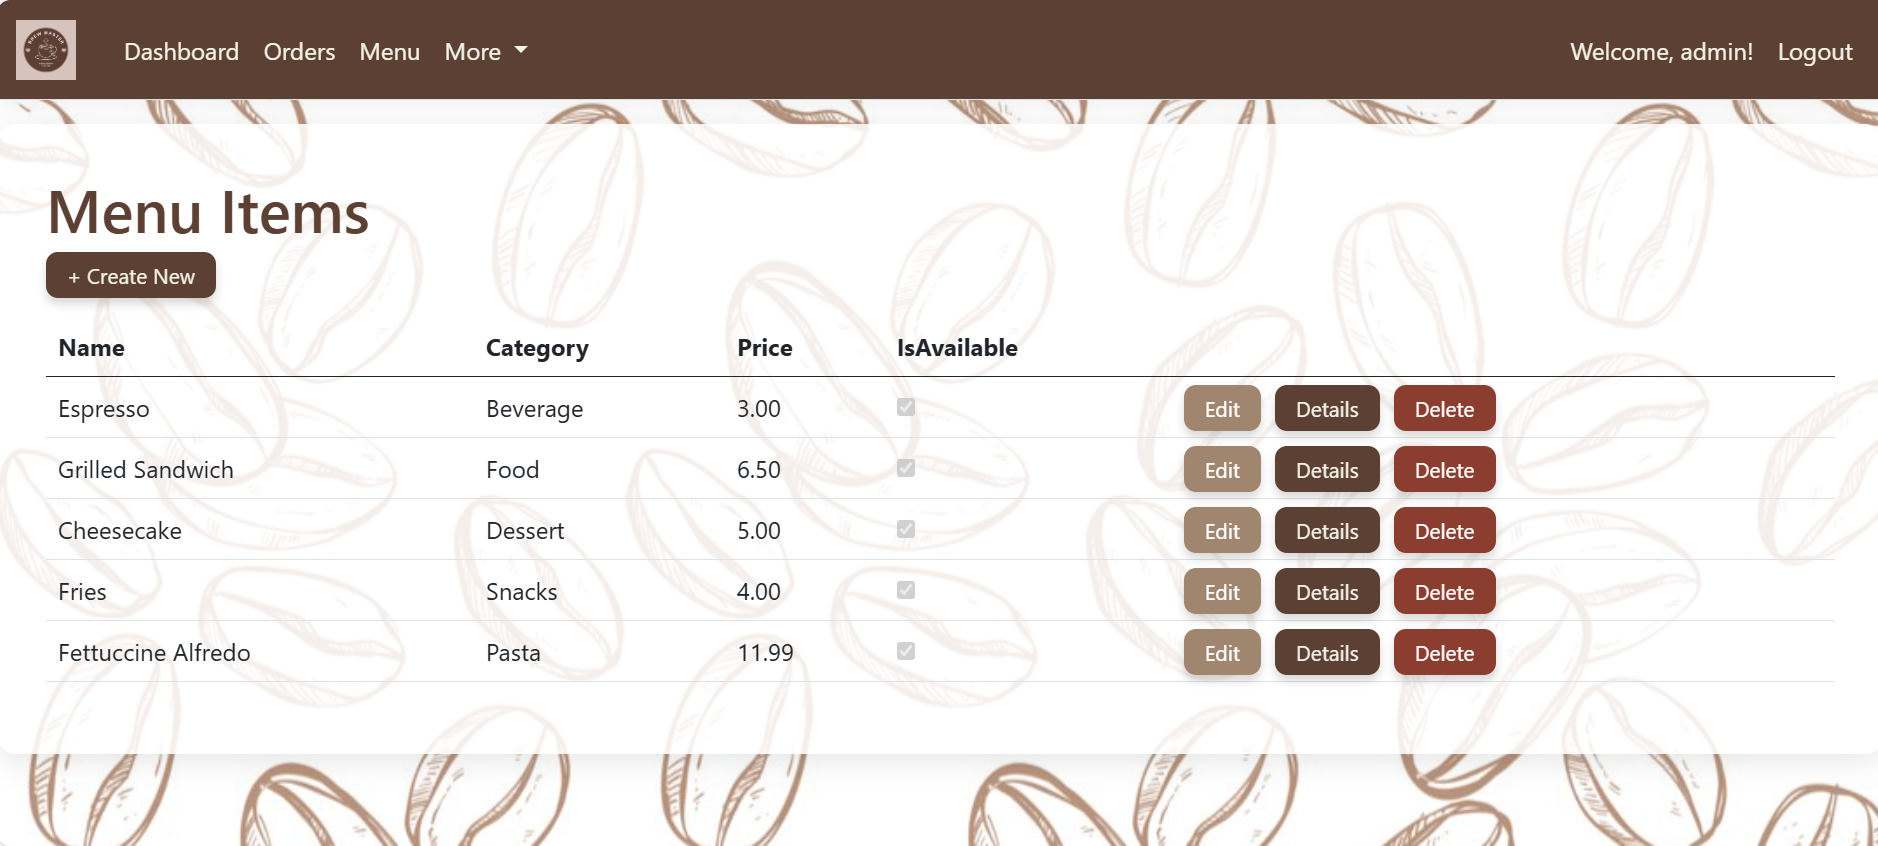 BREW MASTER
Dashboard Orders Menu More Welcome, admin! Logout
Menu Items
+ Create New
Name Category Price IsAvailable
Espresso Beverage 3.00 Edit Details Delete
Grilled Sandwich Food 6.50 Edit Details Delete
Cheesecake Dessert 5.00 Edit Details Delete
Fries Snacks 4.00 Edit Details Delete
Fettuccine Alfredo Pasta 11.99 Edit Details Delete